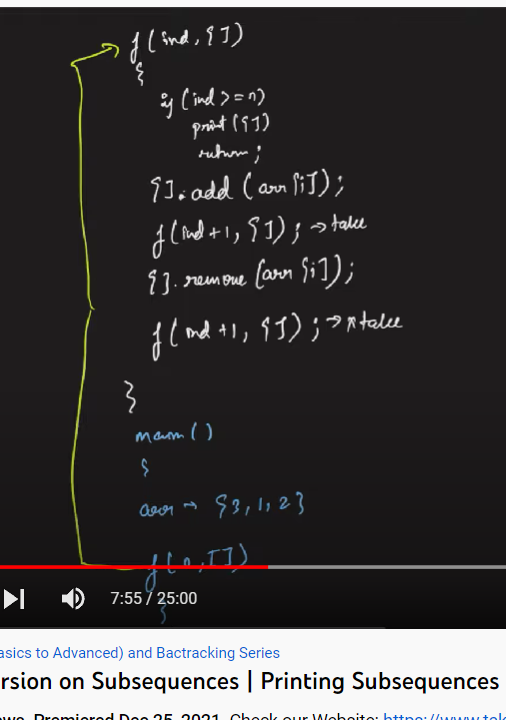 f(ind, [])
{
if (ind >= n)
print([])
return;
[].add(arr[i]);
f(ind+1, []); → take
[].remove(arr[i]);
f(ind+1, []); → x take
}
main()
{
arr → {3, 1, 2}
f(0, [])
}
7:55 / 25:00
asics to Advanced) and Bactracking Series
rsion on Subsequences | Printing Subsequences
Premiered Dec 25, 2021 Check our Website: https://www.tak